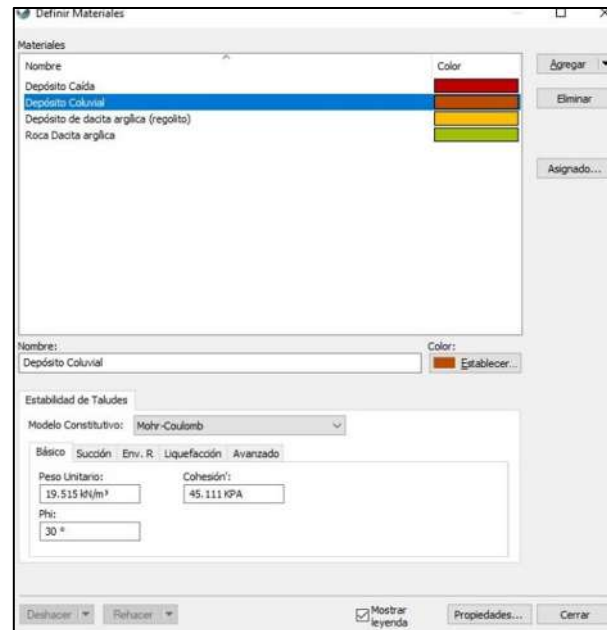 Definir Materiales
Materiales
Nombre Color
Agregar
Depósito Caída
Depósito Coluvial
Eliminar
Depósito de dacita argílica (regolito)
Roca Dacita argílica
Asignado...
Nombre: Color:
Depósito Coluvial Establecer...
Estabilidad de Taludes
Modelo Constitutivo: Mohr-Coulomb
Básico Succión Env. R Liquefacción Avanzado
Peso Unitario: Cohesión':
19.515 kN/m³ 45.111 KPA
Phi:
30 °
Deshacer Rehacer Mostrar leyenda Propiedades... Cerrar